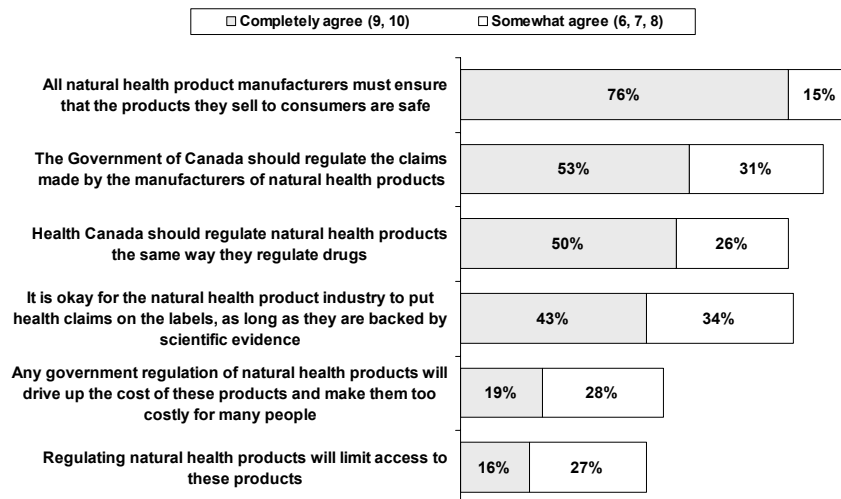 Completely agree (9, 10) Somewhat agree (6, 7, 8)
All natural health product manufacturers must ensure
that the products they sell to consumers are safe
76% 15%
The Government of Canada should regulate the claims
made by the manufacturers of natural health products
53% 31%
Health Canada should regulate natural health products
the same way they regulate drugs
50% 26%
It is okay for the natural health product industry to put
health claims on the labels, as long as they are backed by
scientific evidence
43% 34%
Any government regulation of natural health products will
drive up the cost of these products and make them too
costly for many people
19% 28%
Regulating natural health products will limit access to
these products
16% 27%